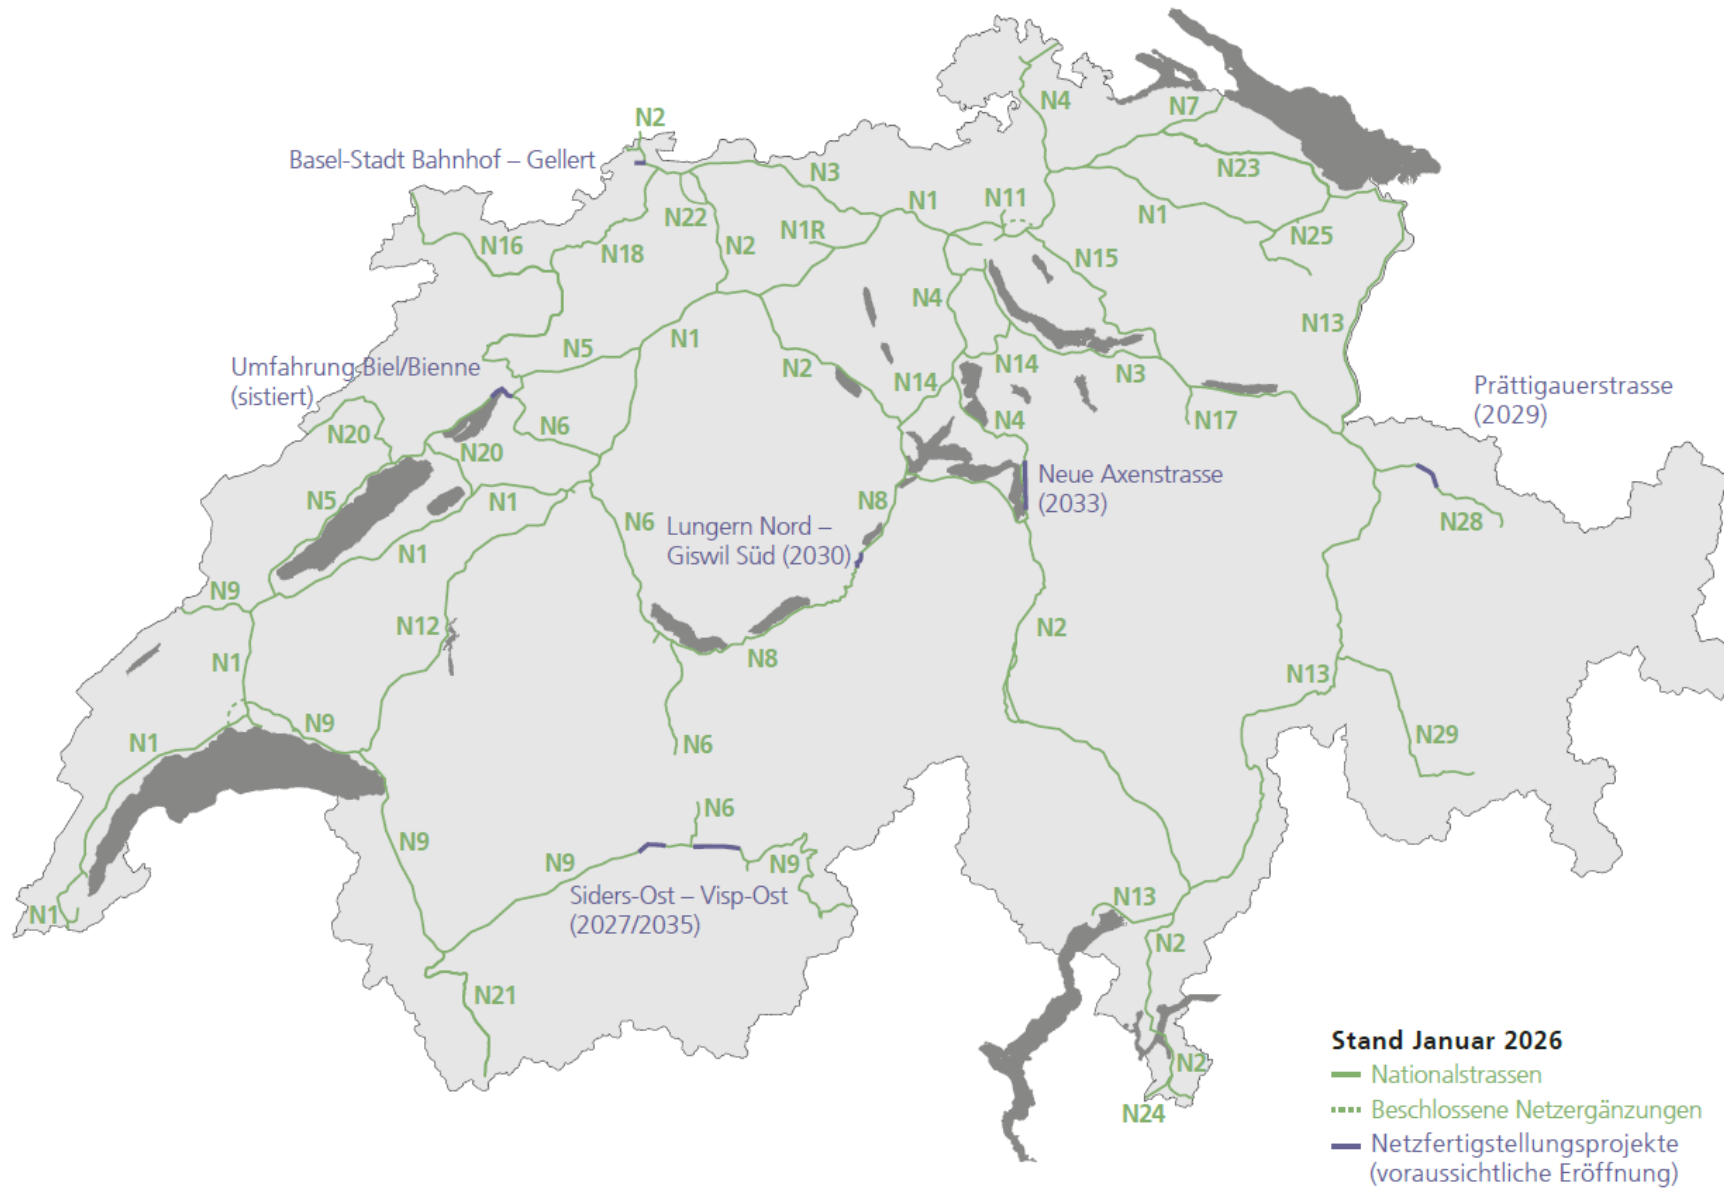 N2
N4
N7
Basel-Stadt Bahnhof – Gellert
N3
N23
N22
N1
N11
N1
N16
N18
N2
N1R
N15
N25
N4
N13
N1
N5
Umfahrung Biel/Bienne
(sistiert)
N2
N14
N14
N3
Prättigauerstrasse
(2029)
N20
N6
N4
N17
N20
N5
N1
N8
Neue Axenstrasse
(2033)
N6
Lungern Nord –
Giswil Süd (2030)
N28
N1
N9
N12
N2
N1
N8
N13
N9
N1
N6
N29
N6
N9
N9
N9
Siders-Ost – Visp-Ost
(2027/2035)
N13
N1
N2
N21
N2
N24
Stand Januar 2026
Nationalstrassen
Beschlossene Netzergänzungen
Netzfertigstellungsprojekte
(voraussichtliche Eröffnung)